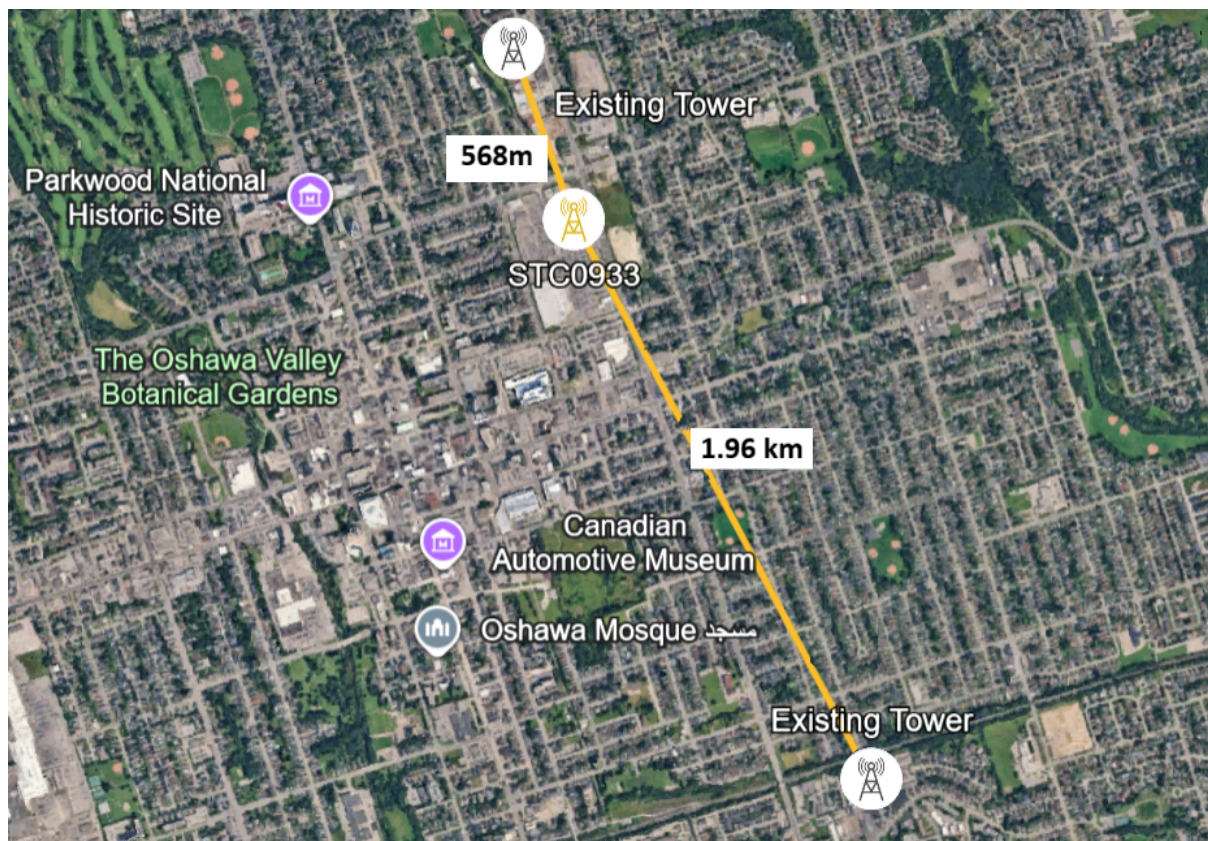 Existing Tower
568m
Parkwood National
Historic Site
STC0933
The Oshawa Valley
Botanical Gardens
1.96 km
Canadian
Automotive Museum
Oshawa Mosque مسجد
Existing Tower